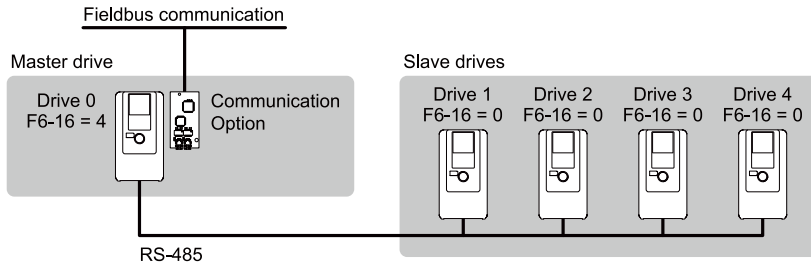 Fieldbus communication
Master drive
Drive 0
F6-16 = 4
Communication
Option
Slave drives
Drive 1
F6-16 = 0
Drive 2
F6-16 = 0
Drive 3
F6-16 = 0
Drive 4
F6-16 = 0
RS-485